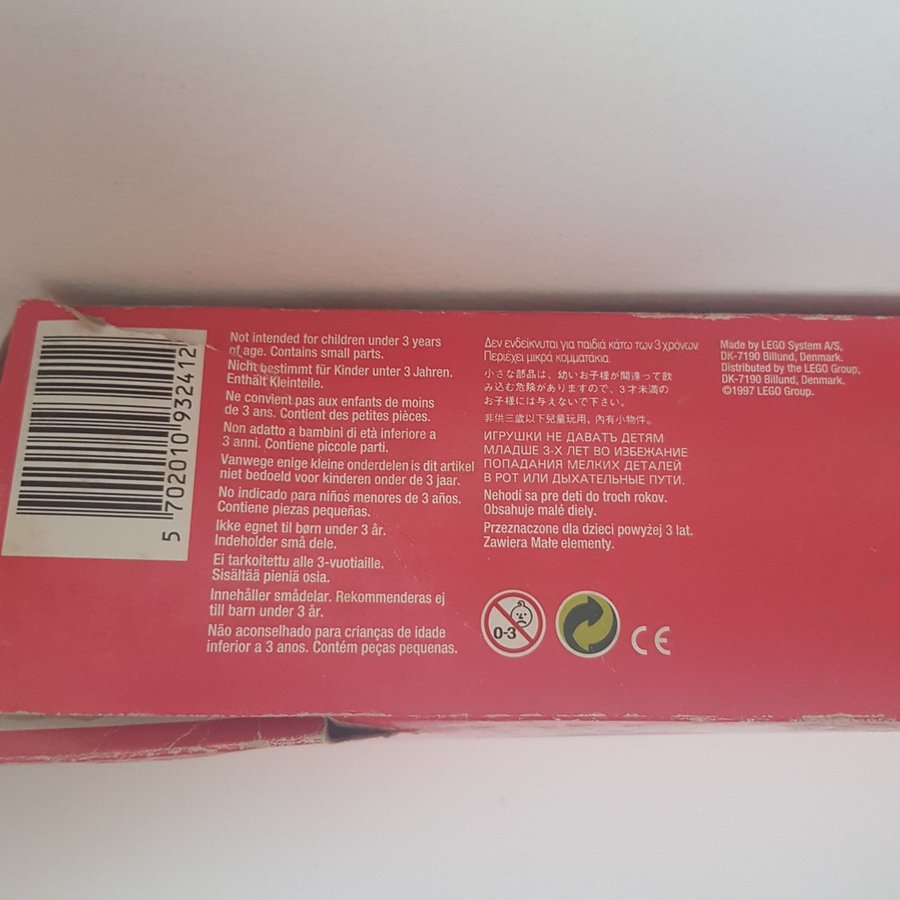 5 702010 932412
Not intended for children under 3 years
of age. Contains small parts.
Nicht bestimmt für Kinder unter 3 Jahren.
Enthält Kleinteile.
Ne convient pas aux enfants de moins
de 3 ans. Contient des petites pièces.
Non adatto a bambini di età inferiore a
3 anni. Contiene piccole parti.
Vanwege enige kleine onderdelen is dit artikel
niet bedoeld voor kinderen onder de 3 jaar.
No indicado para niños menores de 3 años.
Contiene piezas pequeñas.
Ikke egnet til børn under 3 år.
Indeholder små dele.
Ei tarkoitettu alle 3-vuotiaille.
Sisältää pieniä osia.
Innehåller smådelar. Rekommenderas ej
till barn under 3 år.
Não aconselhado para crianças de idade
inferior a 3 anos. Contém peças pequenas.
Δεν ενδείκνυται για παιδιά κάτω των 3 χρόνων.
Περιέχει μικρά κομματάκια.
小さな部品は、幼いお子様が間違って飲
み込む危険がありますので、3才未満の
お子様には与えないで下さい。
非供三歲以下兒童玩用，內有小物件。
ИГРУШКИ НЕ ДАВАТЬ ДЕТЯМ
МЛАДШЕ 3-Х ЛЕТ ВО ИЗБЕЖАНИЕ
ПОПАДАНИЯ МЕЛКИХ ДЕТАЛЕЙ
В РОТ ИЛИ ДЫХАТЕЛЬНЫЕ ПУТИ.
Nehodí sa pre deti do troch rokov.
Obsahuje malé diely.
Przeznaczone dla dzieci powyżej 3 lat.
Zawiera Małe elementy.
0-3
CE
Made by LEGO System A/S,
DK-7190 Billund, Denmark.
Distributed by the LEGO Group,
DK-7190 Billund, Denmark.
©1997 LEGO Group.